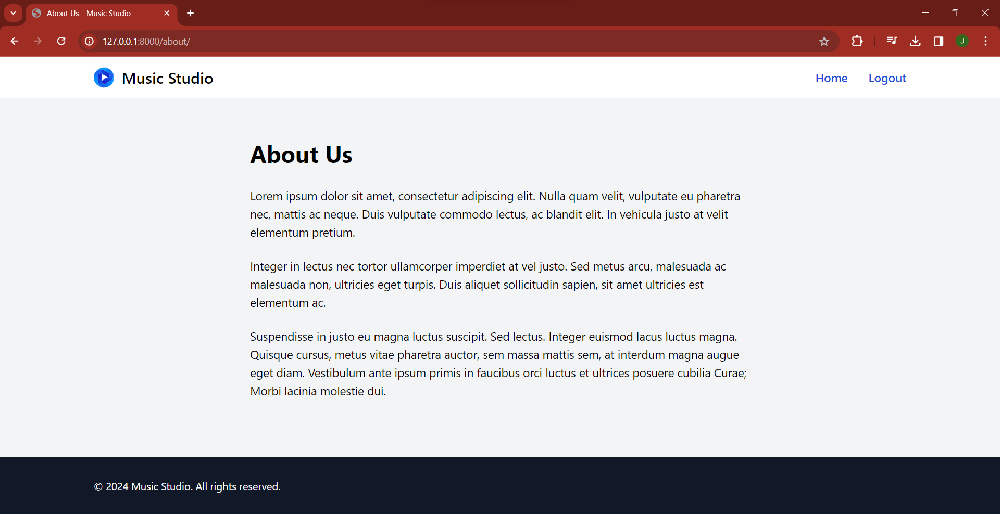 About Us - Music Studio
127.0.0.1:8000/about/
J
Music Studio
Home Logout
About Us
Lorem ipsum dolor sit amet, consectetur adipiscing elit. Nulla quam velit, vulputate eu pharetra
nec, mattis ac neque. Duis vulputate commodo lectus, ac blandit elit. In vehicula justo at velit
elementum pretium.
Integer in lectus nec tortor ullamcorper imperdiet at vel justo. Sed metus arcu, malesuada ac
malesuada non, ultricies eget turpis. Duis aliquet sollicitudin sapien, sit amet ultricies est
elementum ac.
Suspendisse in justo eu magna luctus suscipit. Sed lectus. Integer euismod lacus luctus magna.
Quisque cursus, metus vitae pharetra auctor, sem massa mattis sem, at interdum magna augue
eget diam. Vestibulum ante ipsum primis in faucibus orci luctus et ultrices posuere cubilia Curae;
Morbi lacinia molestie dui.
© 2024 Music Studio. All rights reserved.